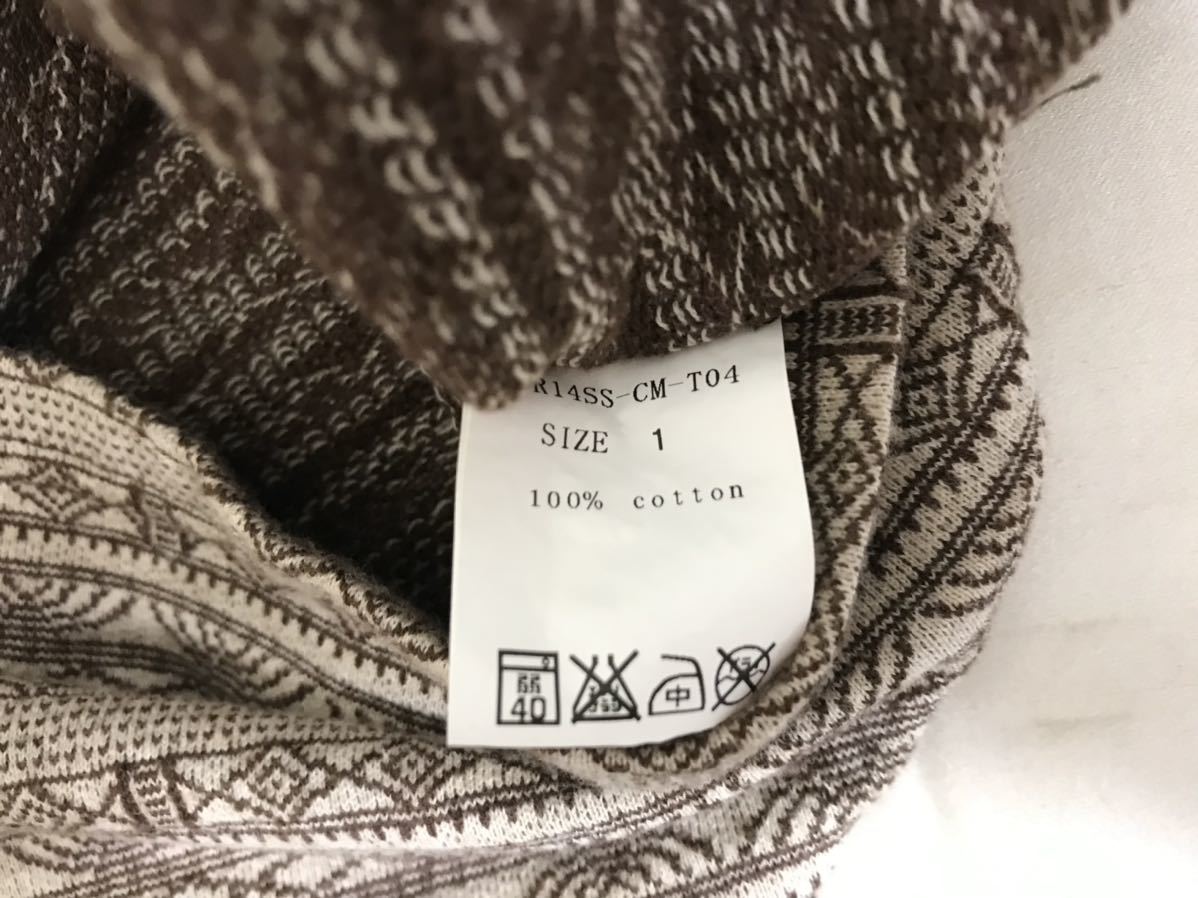 R14SS-CM-T04
SIZE 1
100% cotton
弱
40
中